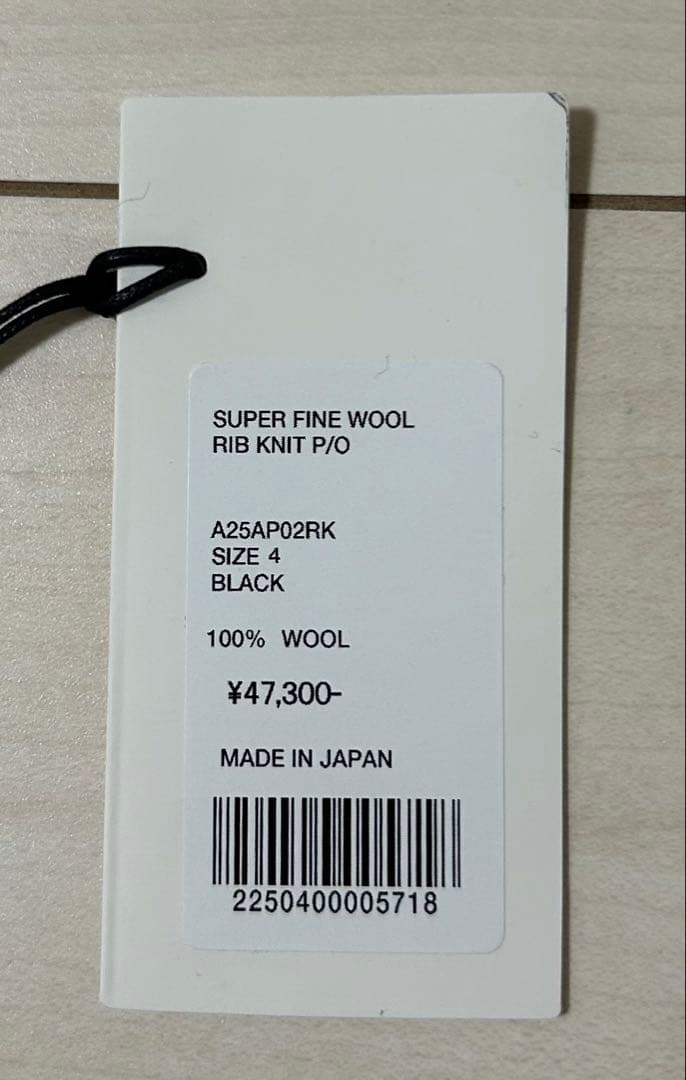 SUPER FINE WOOL
RIB KNIT P/O
A25AP02RK
SIZE 4
BLACK
100% WOOL
¥47,300-
MADE IN JAPAN
2250400005718